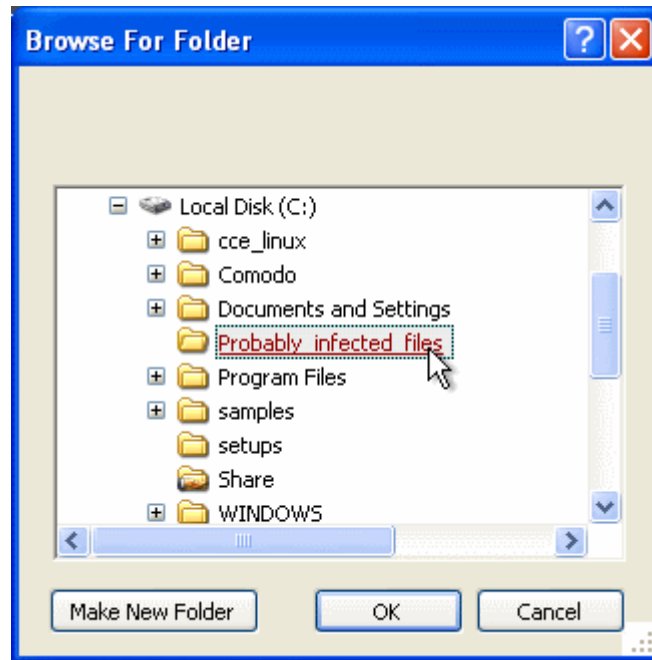 Browse For Folder
Local Disk (C:)
cce_linux
Comodo
Documents and Settings
Probably_infected_files
Program Files
samples
setups
Share
WINDOWS
Make New Folder OK Cancel